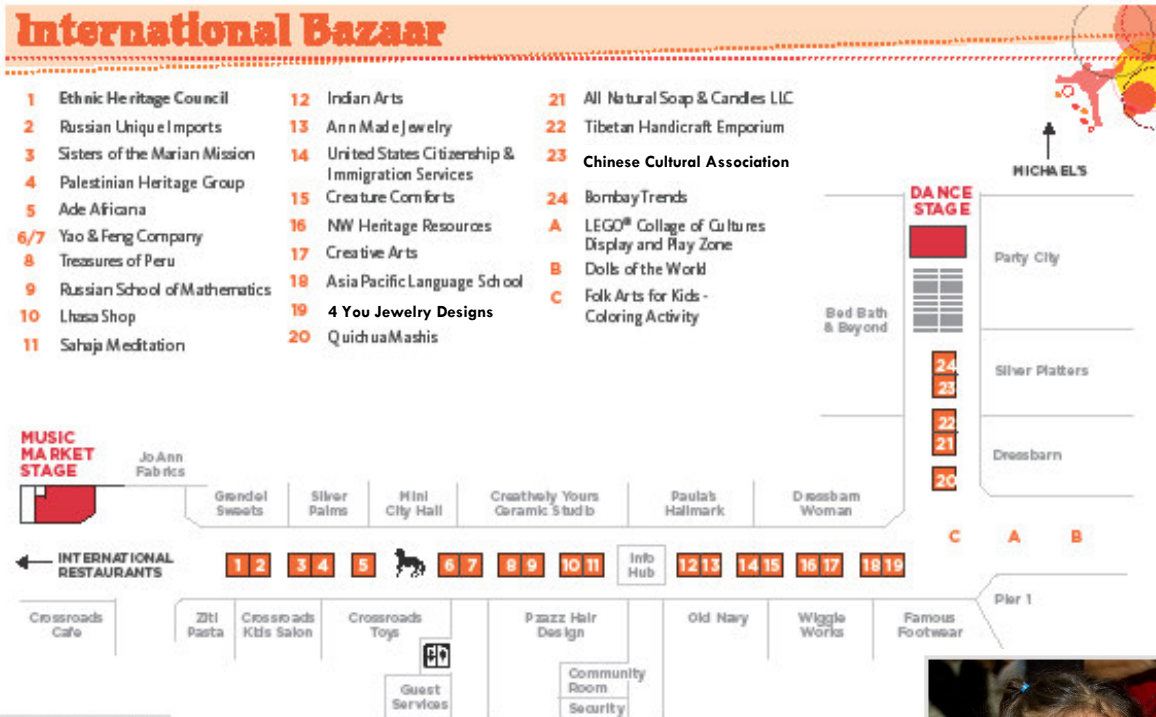 International Bazaar
1 Ethnic Heritage Council
2 Russian Unique Imports
3 Sisters of the Marian Mission
4 Palestinian Heritage Group
5 Ade Africana
6/7 Yao & Feng Company
8 Treasures of Peru
9 Russian School of Mathematics
10 Lhasa Shop
11 Sahaja Meditation
12 Indian Arts
13 Ann Made Jewelry
14 United States Citizenship &
Immigration Services
15 Creature Comforts
16 NW Heritage Resources
17 Creative Arts
18 Asia Pacific Language School
19 4 You Jewelry Designs
20 Quichua Mashis
21 All Natural Soap & Candles LLC
22 Tibetan Handicraft Emporium
23 Chinese Cultural Association
24 Bombay Trends
A LEGO® Collage of Cultures
Display and Play Zone
B Dolls of the World
C Folk Arts for Kids -
Coloring Activity
MICHAEL'S
DANCE
STAGE
Party City
Bed Bath
& Beyond
24
23
Silver Platters
22
21
Dressbarn
20
MUSIC
MARKET
STAGE
JoAnn
Fabrics
Grendel
Sweets
Silver
Palms
Mini
City Hall
Creatively Yours
Ceramic Studio
Paula's
Hallmark
Dressbarn
Woman
C A B
INTERNATIONAL
RESTAURANTS
1 2 3 4 5 6 7 8 9 10 11
Info
Hub
12 13 14 15 16 17 18 19
Crossroads
Cafe
Ziti
Pasta
Crossroads
Kids Salon
Crossroads
Toys
Pzazz Hair
Design
Old Navy
Wiggle
Works
Famous
Footwear
Pier 1
Guest
Services
Community
Room
Security